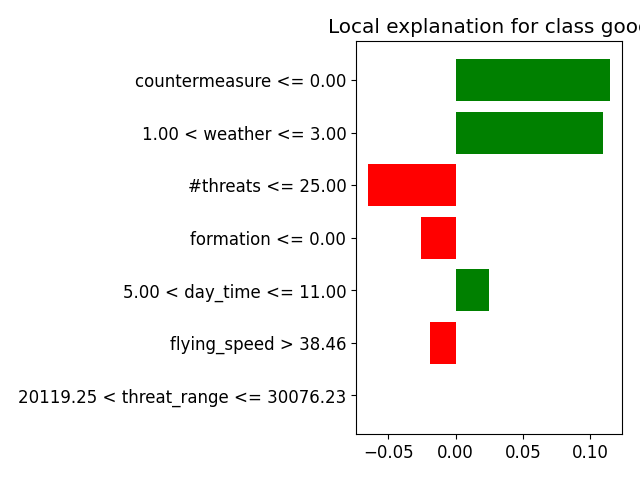 Local explanation for class goo
countermeasure <= 0.00
1.00 < weather <= 3.00
#threats <= 25.00
formation <= 0.00
5.00 < day_time <= 11.00
flying_speed > 38.46
20119.25 < threat_range <= 30076.23
−0.05 0.00 0.05 0.10